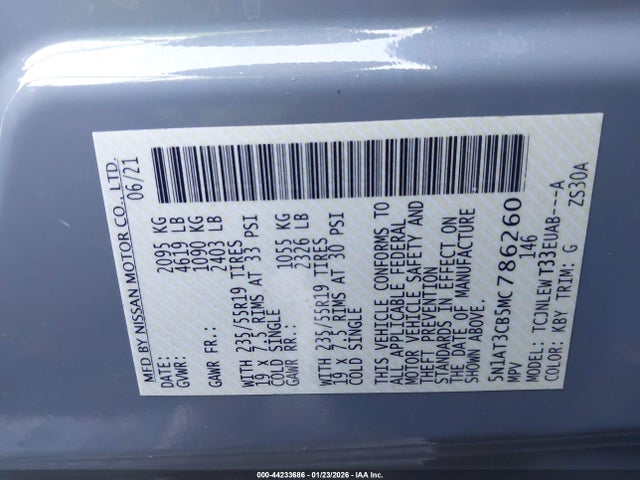 MFD BY NISSAN MOTOR CO., LTD.
DATE: 06/21
GVWR: 2095 KG
4619 LB
GAWR FR.: 1090 KG
2403 LB
WITH 235/55R19 TIRES
19 x 7.5 RIMS AT 33 PSI
COLD SINGLE
GAWR RR.: 1055 KG
2326 LB
WITH 235/55R19 TIRES
19 x 7.5 RIMS AT 30 PSI
COLD SINGLE
THIS VEHICLE CONFORMS TO
ALL APPLICABLE FEDERAL
MOTOR VEHICLE SAFETY AND
THEFT PREVENTION
STANDARDS IN EFFECT ON
THE DATE OF MANUFACTURE
SHOWN ABOVE.
5N1AT3CB5MC786260
MPV 146
TCJNLEWT33EUAB---A
COLOR: KBY TRIM: G ZS30A
000-44233686 - 01/23/2026 - IAA Inc.